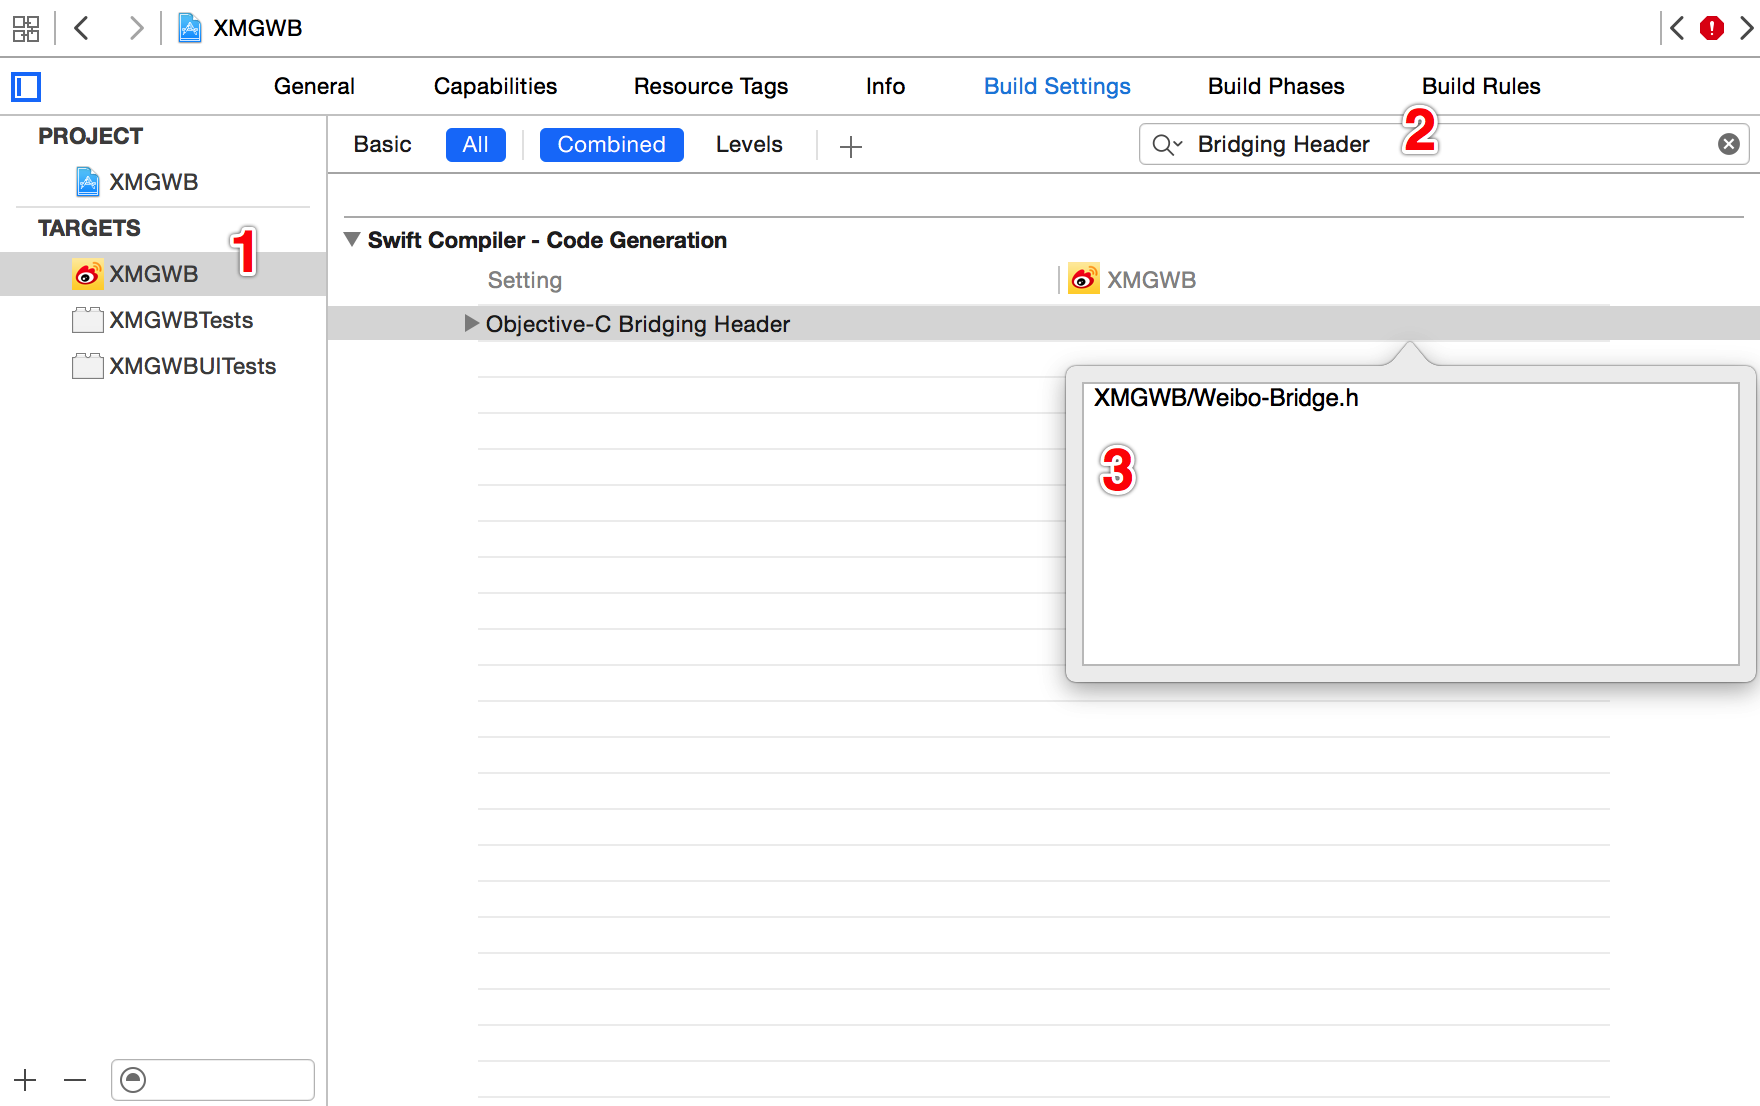 XMGWB
General Capabilities Resource Tags Info Build Settings Build Phases Build Rules
PROJECT
XMGWB
TARGETS
1
XMGWB
XMGWBTests
XMGWBUITests
Basic All Combined Levels
Bridging Header
2
Swift Compiler - Code Generation
Setting XMGWB
Objective-C Bridging Header
XMGWB/Weibo-Bridge.h
3